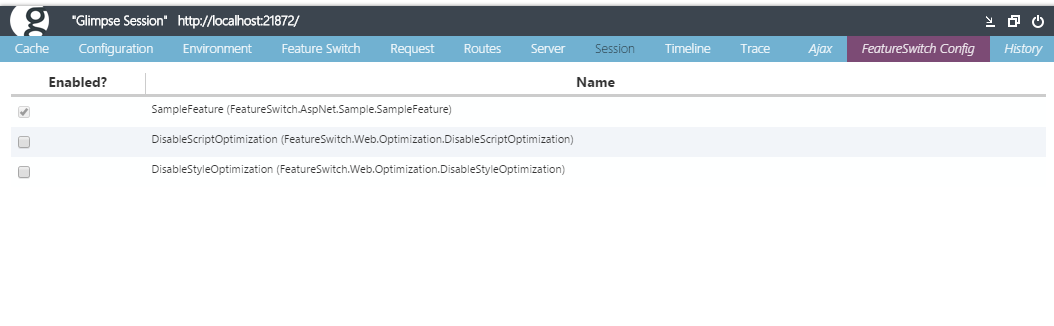 g "Glimpse Session" http://localhost:21872/
Cache Configuration Environment Feature Switch Request Routes Server Session Timeline Trace Ajax FeatureSwitch Config History
Enabled? Name
SampleFeature (FeatureSwitch.AspNet.Sample.SampleFeature)
DisableScriptOptimization (FeatureSwitch.Web.Optimization.DisableScriptOptimization)
DisableStyleOptimization (FeatureSwitch.Web.Optimization.DisableStyleOptimization)